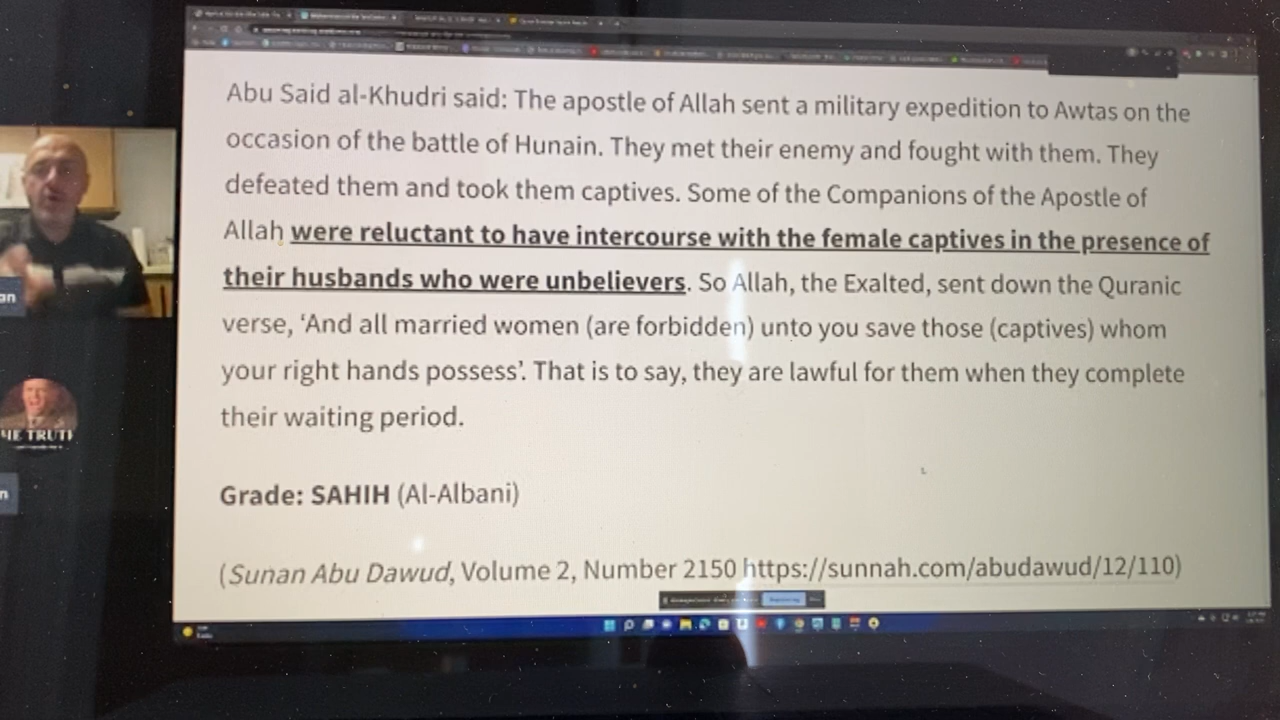 Abu Said al-Khudri said: The apostle of Allah sent a military expedition to Awtas on the
occasion of the battle of Hunain. They met their enemy and fought with them. They
defeated them and took them captives. Some of the Companions of the Apostle of
Allah were reluctant to have intercourse with the female captives in the presence of
their husbands who were unbelievers. So Allah, the Exalted, sent down the Quranic
verse, ‘And all married women (are forbidden) unto you save those (captives) whom
your right hands possess’. That is to say, they are lawful for them when they complete
their waiting period.
Grade: SAHIH (Al-Albani)
(Sunan Abu Dawud, Volume 2, Number 2150 https://sunnah.com/abudawud/12/110)